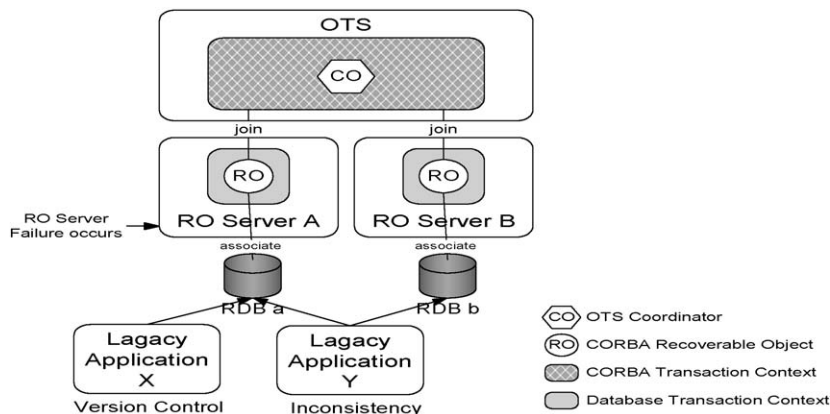 OTS
CO
join
join
RO
RO
RO Server A
RO Server B
RO Server
Failure occurs
associate
associate
RDB a
RDB b
Lagacy
Application
X
Lagacy
Application
Y
Version Control
Inconsistency
CO OTS Coordinator
RO CORBA Recoverable Object
CORBA Transaction Context
Database Transaction Context